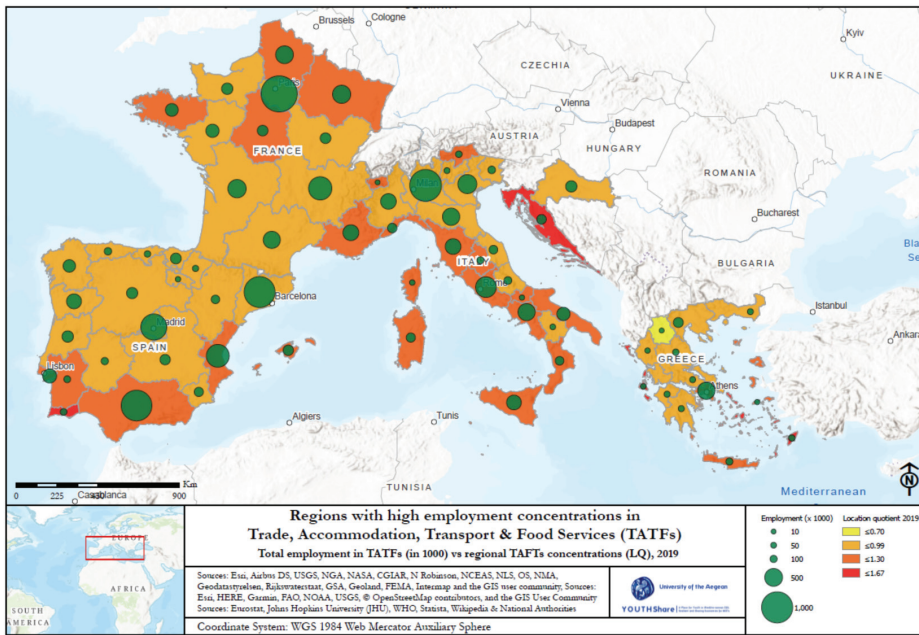 Brussels
Cologne
Kyiv
CZECHIA
UKRAINE
Vienna
AUSTRIA
Budapest
HUNGARY
FRANCE
ROMANIA
Milan
Bucharest
ITALY
BULGARIA
Barcelona
Istanbul
Madrid
SPAIN
Ankara
GREECE
Lisbon
Athens
Algiers
Tunis
TUNISIA
Casablanca
Mediterranean
Km
0 225 450 900
N
EUROPE
AFRICA
SOUTH
AMERICA
Regions with high employment concentrations in
Trade, Accommodation, Transport & Food Services (TATFs)
Total employment in TATFs (in 1000) vs regional TAFTs concentrations (LQ), 2019
Sources: Esri, Airbus DS, USGS, NGA, NASA, CGIAR, N Robinson, NCEAS, NLS, OS, NMA,
Geodatastyrelsen, Rijkswaterstaat, GSA, Geoland, FEMA, Intermap and the GIS user community, Sources:
Esri, HERE, Garmin, FAO, NOAA, USGS, © OpenStreetMap contributors, and the GIS User Community
Sources: Eurostat, Johns Hopkins University (JHU), WHO, Statista, Wikipedia & National Authorities
University of the Aegean
YOUTHShare
Coordinate System: WGS 1984 Web Mercator Auxiliary Sphere
Employment (x 1000)
10
50
100
500
1,000
Location quotient 2019
≤0.70
≤0.99
≤1.30
≤1.67